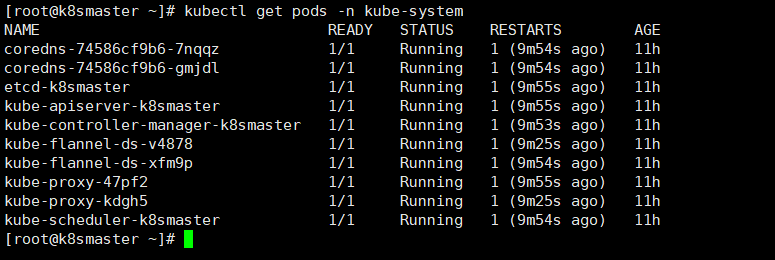 [root@k8smaster ~]# kubectl get pods -n kube-system
NAME READY STATUS RESTARTS AGE
coredns-74586cf9b6-7nqqz 1/1 Running 1 (9m54s ago) 11h
coredns-74586cf9b6-gmjdl 1/1 Running 1 (9m54s ago) 11h
etcd-k8smaster 1/1 Running 1 (9m55s ago) 11h
kube-apiserver-k8smaster 1/1 Running 1 (9m55s ago) 11h
kube-controller-manager-k8smaster 1/1 Running 1 (9m53s ago) 11h
kube-flannel-ds-v4878 1/1 Running 1 (9m25s ago) 11h
kube-flannel-ds-xfm9p 1/1 Running 1 (9m54s ago) 11h
kube-proxy-47pf2 1/1 Running 1 (9m55s ago) 11h
kube-proxy-kdgh5 1/1 Running 1 (9m25s ago) 11h
kube-scheduler-k8smaster 1/1 Running 1 (9m54s ago) 11h
[root@k8smaster ~]#